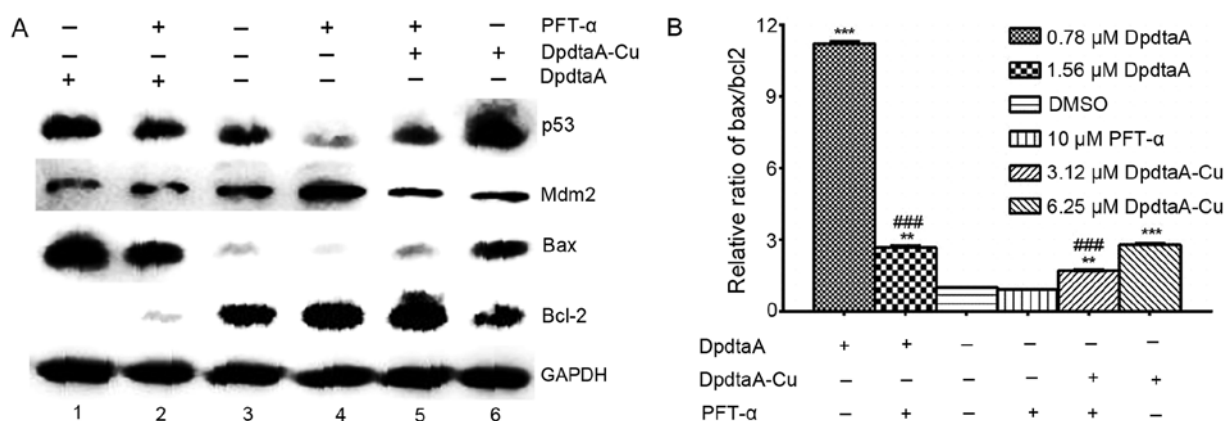 A
– + – + + – PFT-α
– – – – + + DpdtaA-Cu
+ + – – – – DpdtaA
p53
Mdm2
Bax
Bcl-2
GAPDH
1 2 3 4 5 6
B
Relative ratio of bax/bcl2
12
9
6
3
0
***
###
**
###
**
***
0.78 μM DpdtaA
1.56 μM DpdtaA
DMSO
10 μM PFT-α
3.12 μM DpdtaA-Cu
6.25 μM DpdtaA-Cu
DpdtaA + + – – – –
DpdtaA-Cu – – – – + +
PFT-α – + – + + –